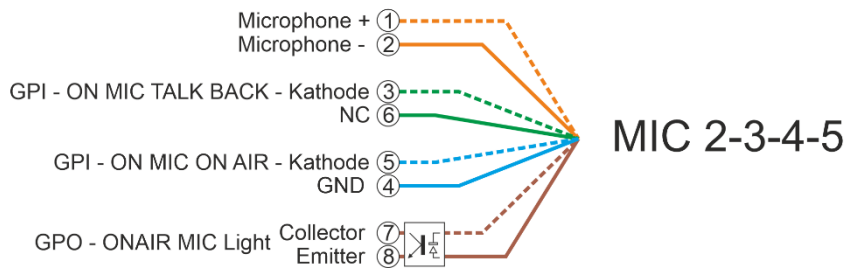 Microphone + 1
Microphone - 2
GPI - ON MIC TALK BACK - Kathode 3
NC 6
GPI - ON MIC ON AIR - Kathode 5
GND 4
GPO - ONAIR MIC Light
Collector 7
Emitter 8
MIC 2-3-4-5